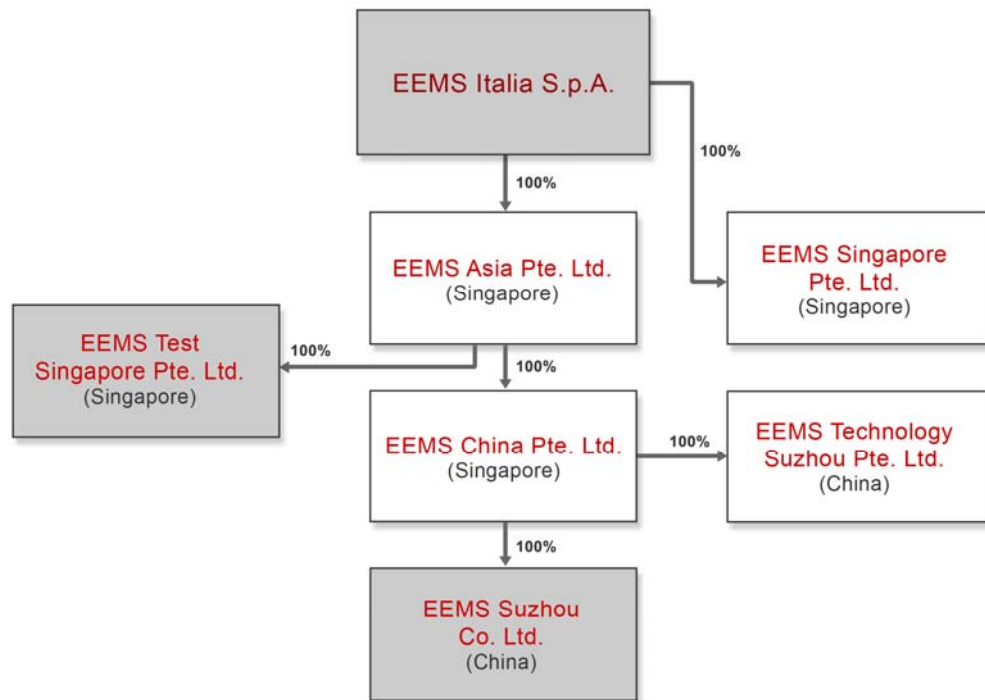 EEMS Italia S.p.A.
100%
100%
EEMS Asia Pte. Ltd.
(Singapore)
EEMS Singapore
Pte. Ltd.
(Singapore)
EEMS Test
Singapore Pte. Ltd.
(Singapore)
100%
100%
EEMS China Pte. Ltd.
(Singapore)
100%
EEMS Technology
Suzhou Pte. Ltd.
(China)
100%
EEMS Suzhou
Co. Ltd.
(China)